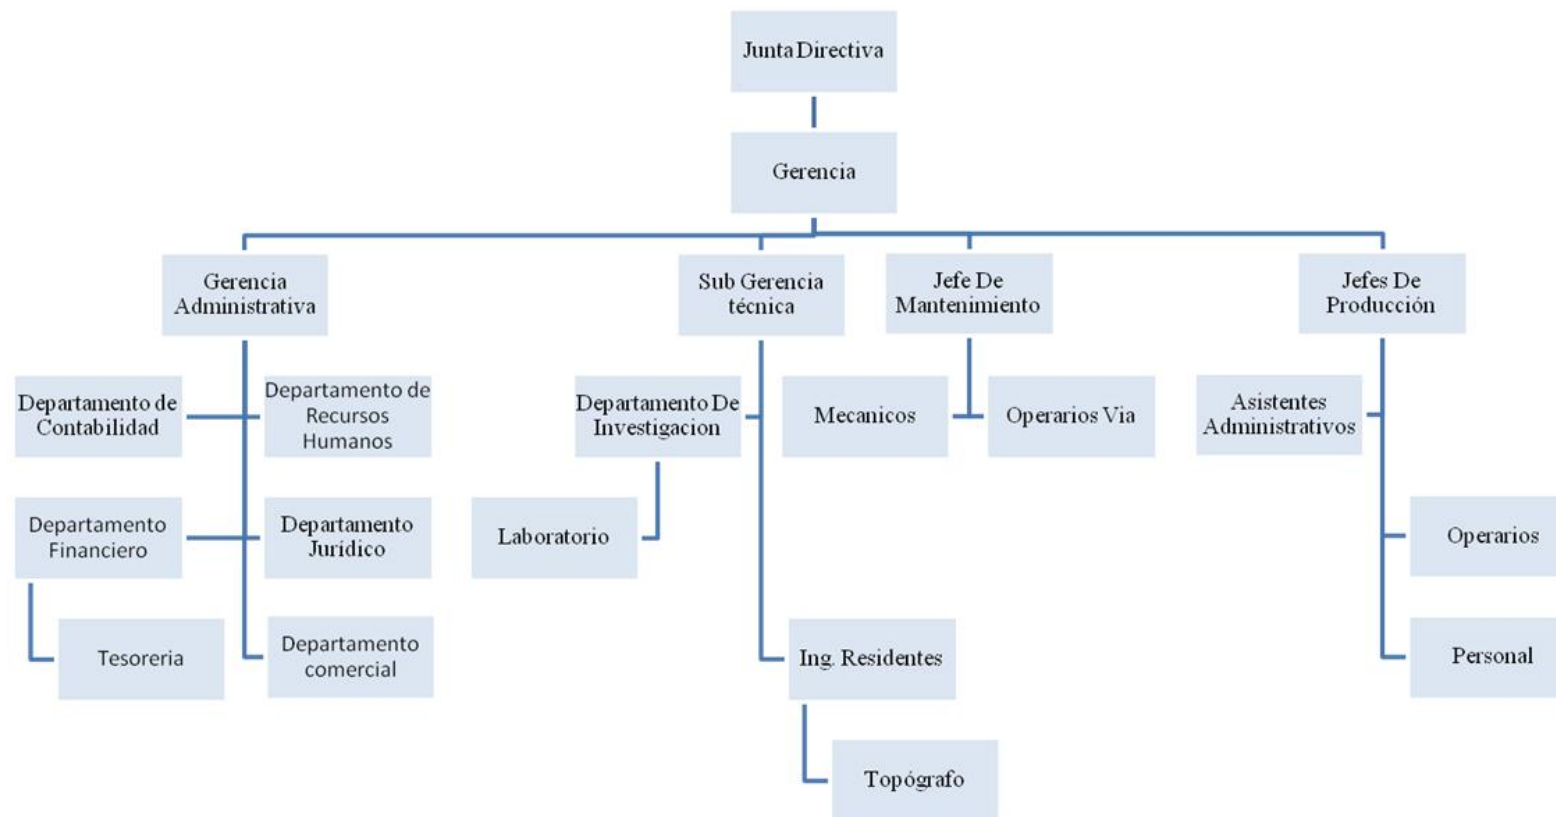 Junta Directiva
Gerencia
Gerencia
Administrativa
Sub Gerencia
técnica
Jefe De
Mantenimiento
Jefes De
Producción
Departamento de
Contabilidad
Departamento de
Recursos
Humanos
Departamento De
Investigacion
Mecanicos
Operarios Via
Asistentes
Administrativos
Departamento
Financiero
Departamento
Jurídico
Laboratorio
Operarios
Tesoreria
Departamento
comercial
Ing. Residentes
Personal
Topógrafo